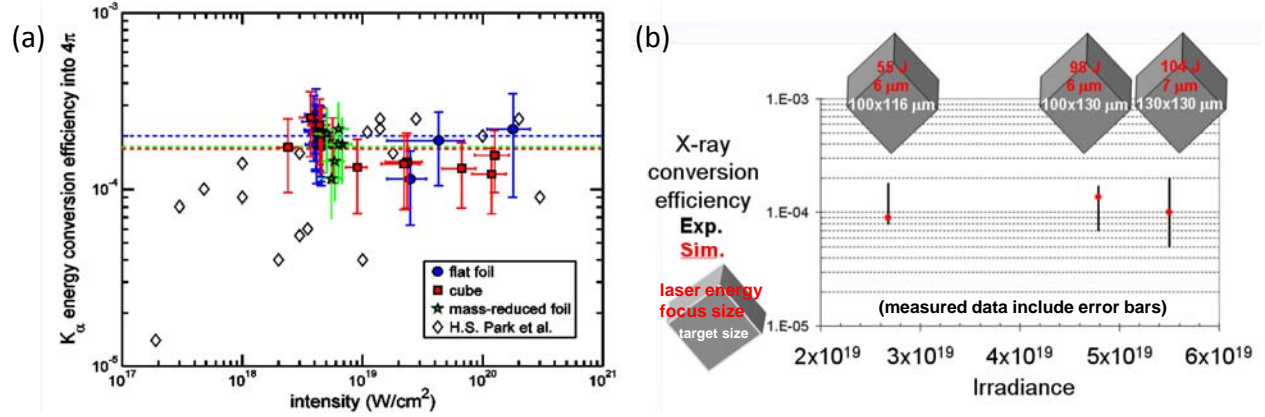 (a)
10⁻³
10⁻⁴
10⁻⁵
Kα energy conversion efficiency into 4π
flat foil
cube
mass-reduced foil
H.S. Park et al.
10¹⁷
10¹⁸
10¹⁹
10²⁰
10²¹
intensity (W/cm²)
(b)
55 J
6 µm
100x116 µm
98 J
6 µm
100x130 µm
104 J
7 µm
130x130 µm
1.E-03
1.E-04
1.E-05
X-ray
conversion
efficiency
Exp.
Sim.
laser energy
focus size
target size
(measured data include error bars)
2x10¹⁹
3x10¹⁹
4x10¹⁹
5x10¹⁹
6x10¹⁹
Irradiance